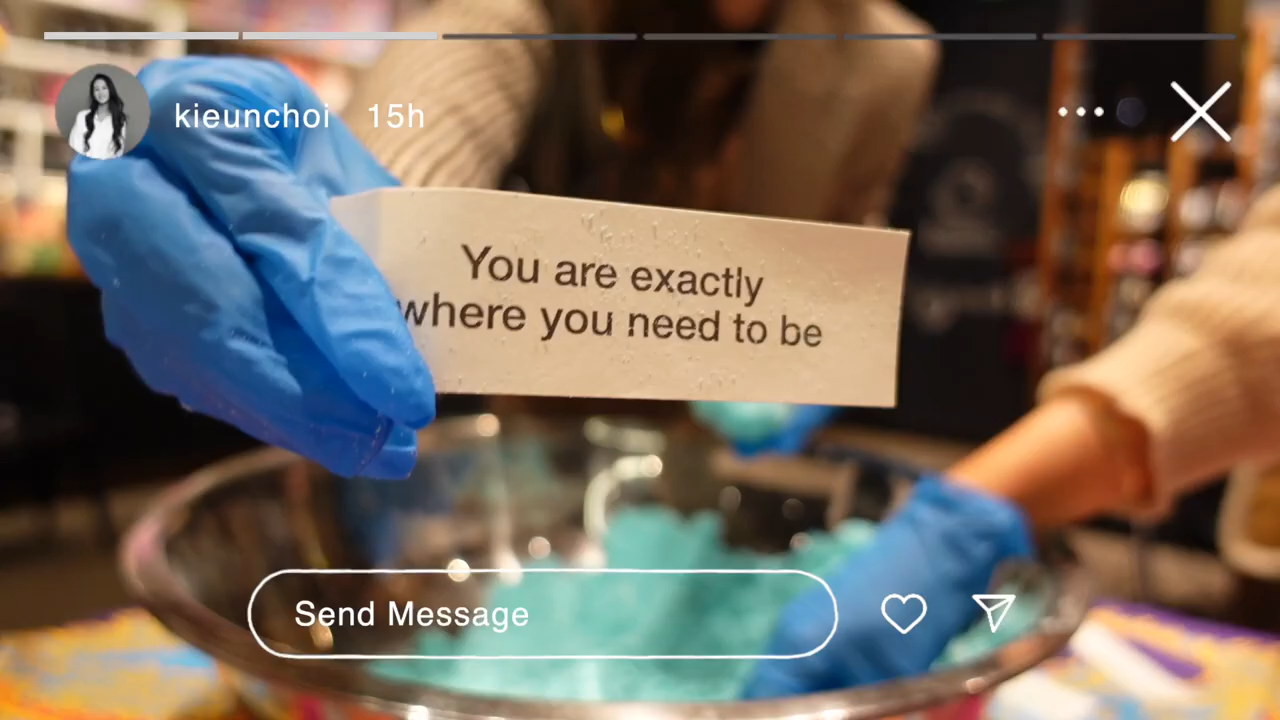 kieunchoi 15h
You are exactly
where you need to be
Send Message